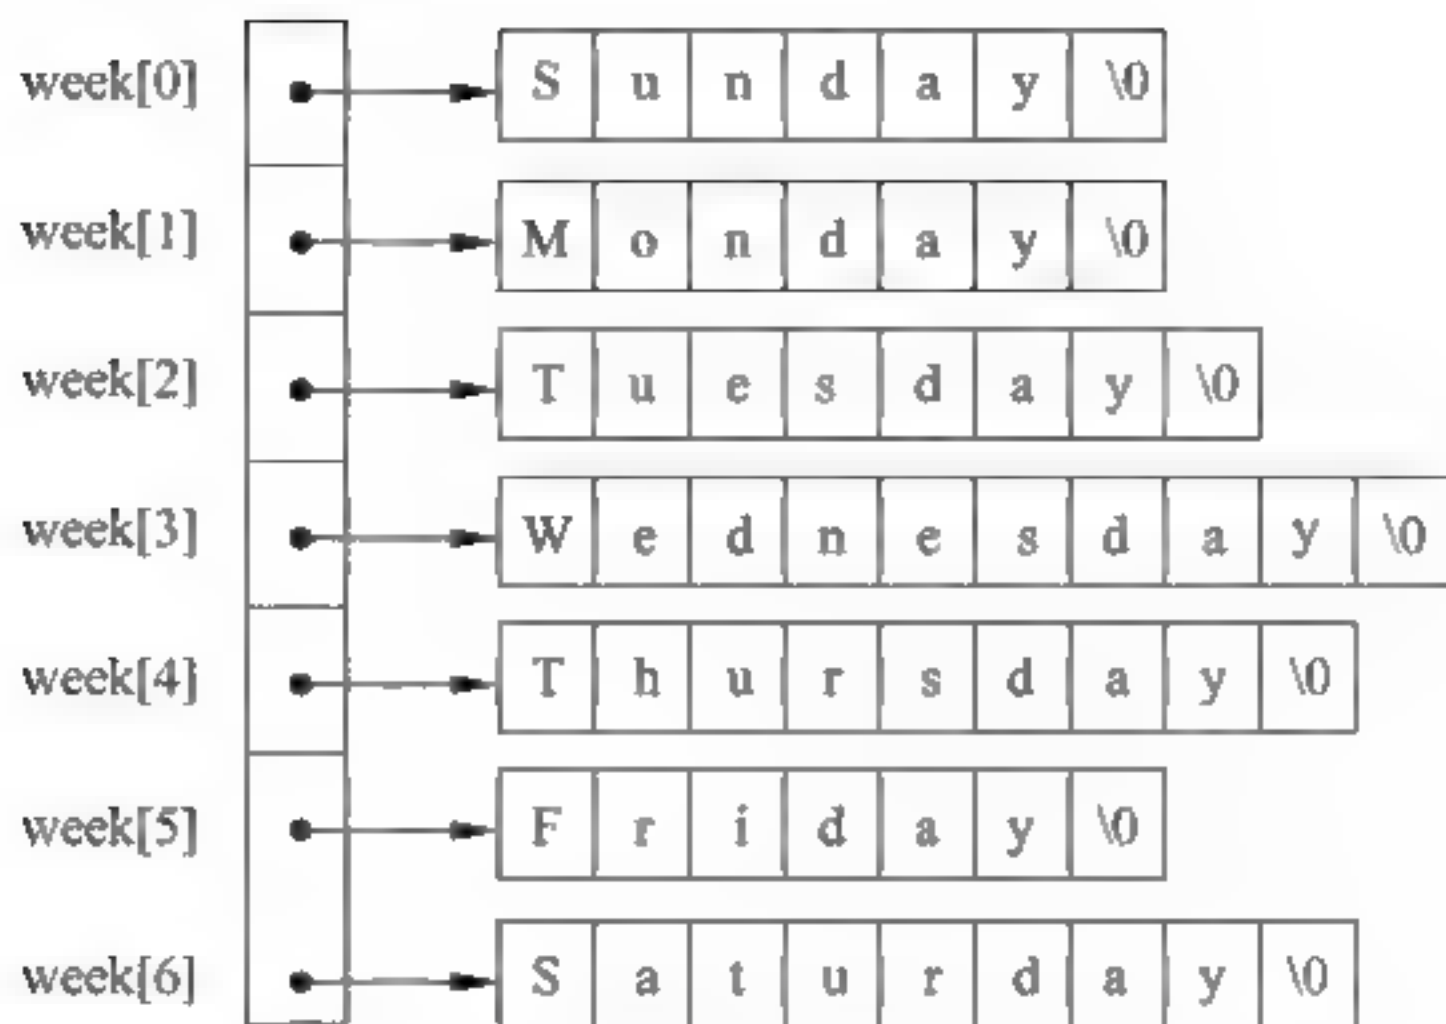 week[0] S u n d a y \0
week[1] M o n d a y \0
week[2] T u e s d a y \0
week[3] W e d n e s d a y \0
week[4] T h u r s d a y \0
week[5] F r i d a y \0
week[6] S a t u r d a y \0